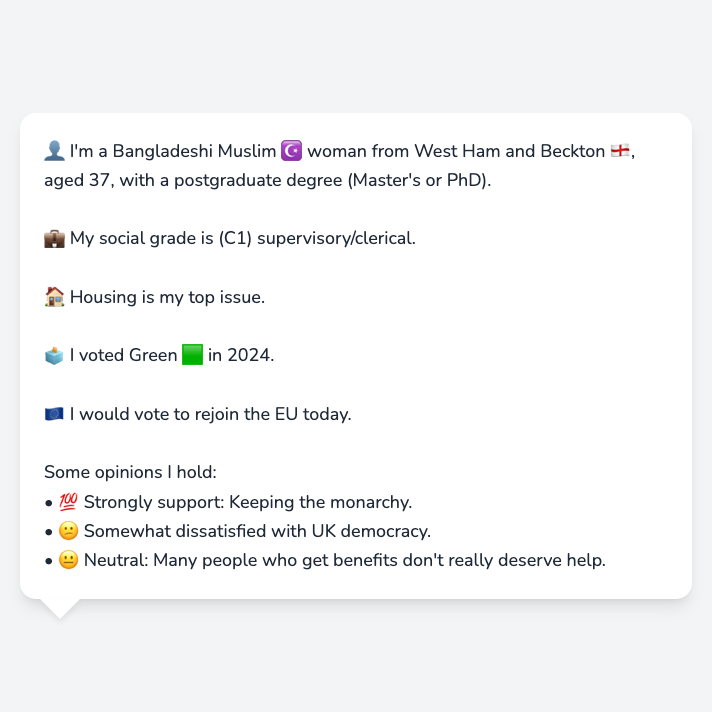 👤 I'm a Bangladeshi Muslim ☪️ woman from West Ham and Beckton 🏴󠁧󠁢󠁥󠁮󠁧󠁿,
aged 37, with a postgraduate degree (Master's or PhD).
💼 My social grade is (C1) supervisory/clerical.
🏠 Housing is my top issue.
🗳️ I voted Green 🟩 in 2024.
🇪🇺 I would vote to rejoin the EU today.
Some opinions I hold:
• 💯 Strongly support: Keeping the monarchy.
• 🙁 Somewhat dissatisfied with UK democracy.
• 😐 Neutral: Many people who get benefits don't really deserve help.